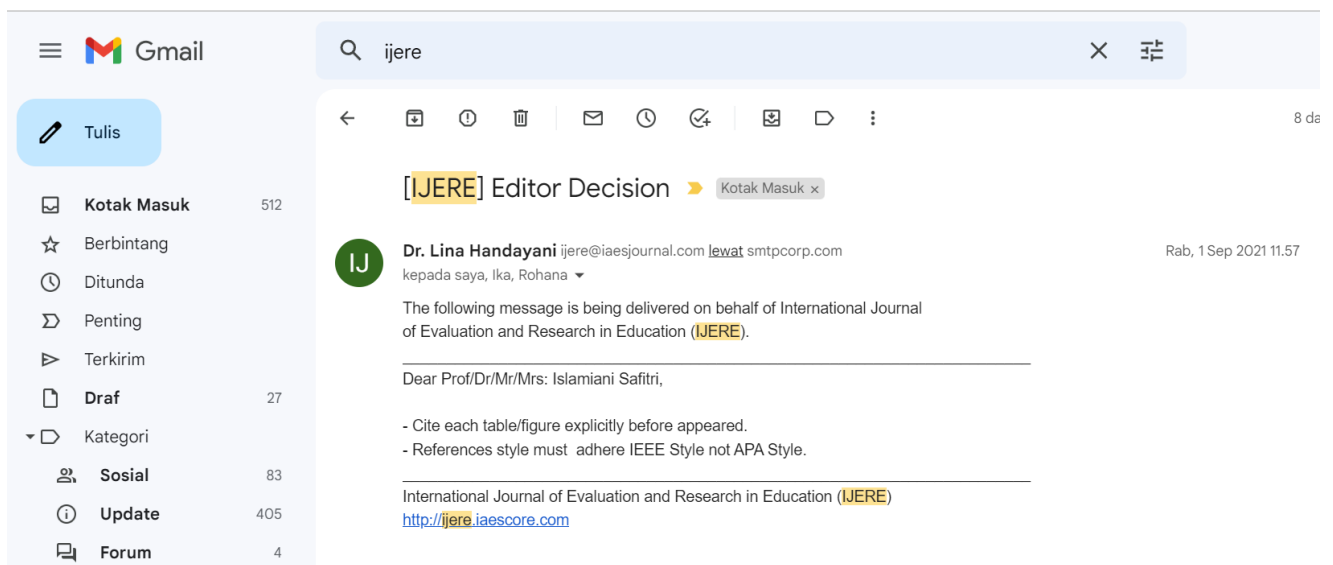 Gmail
ijere
Tulis
8 da
[IJERE] Editor Decision
Kotak Masuk ×
Kotak Masuk 512
Berbintang
Ditunda
Penting
Terkirim
Draf 27
Kategori
Sosial 83
Update 405
Forum 4
IJ
Dr. Lina Handayani ijere@iaesjournal.com lewat smtpcorp.com
Rab, 1 Sep 2021 11.57
kepada saya, Ika, Rohana
The following message is being delivered on behalf of International Journal
of Evaluation and Research in Education (IJERE).
Dear Prof/Dr/Mr/Mrs: Islamiani Safitri,
- Cite each table/figure explicitly before appeared.
- References style must  adhere IEEE Style not APA Style.
International Journal of Evaluation and Research in Education (IJERE)
http://ijere.iaescore.com